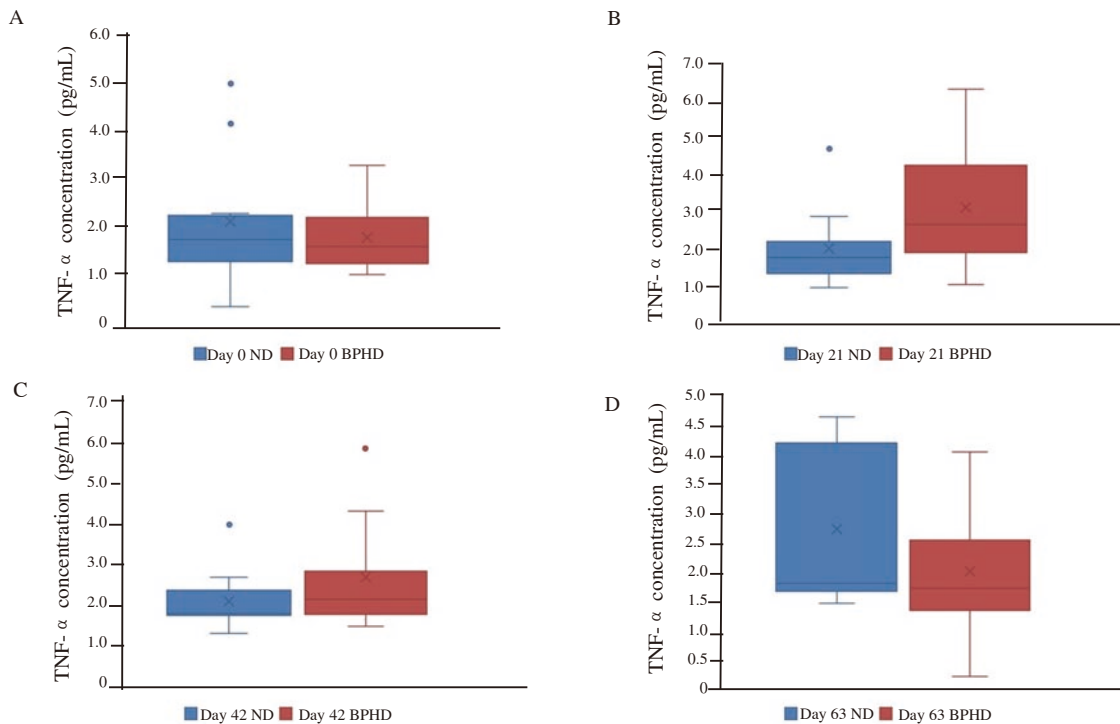 A
TNF- α concentration (pg/mL)
6.0
5.0
4.0
3.0
2.0
1.0
0
Day 0 ND Day 0 BPHD
B
TNF- α concentration (pg/mL)
7.0
6.0
5.0
4.0
3.0
2.0
1.0
0
Day 21 ND Day 21 BPHD
C
TNF- α concentration (pg/mL)
7.0
6.0
5.0
4.0
3.0
2.0
1.0
0
Day 42 ND Day 42 BPHD
D
TNF- α concentration (pg/mL)
5.0
4.5
4.0
3.5
3.0
2.5
2.0
1.5
1.0
0.5
0
Day 63 ND Day 63 BPHD